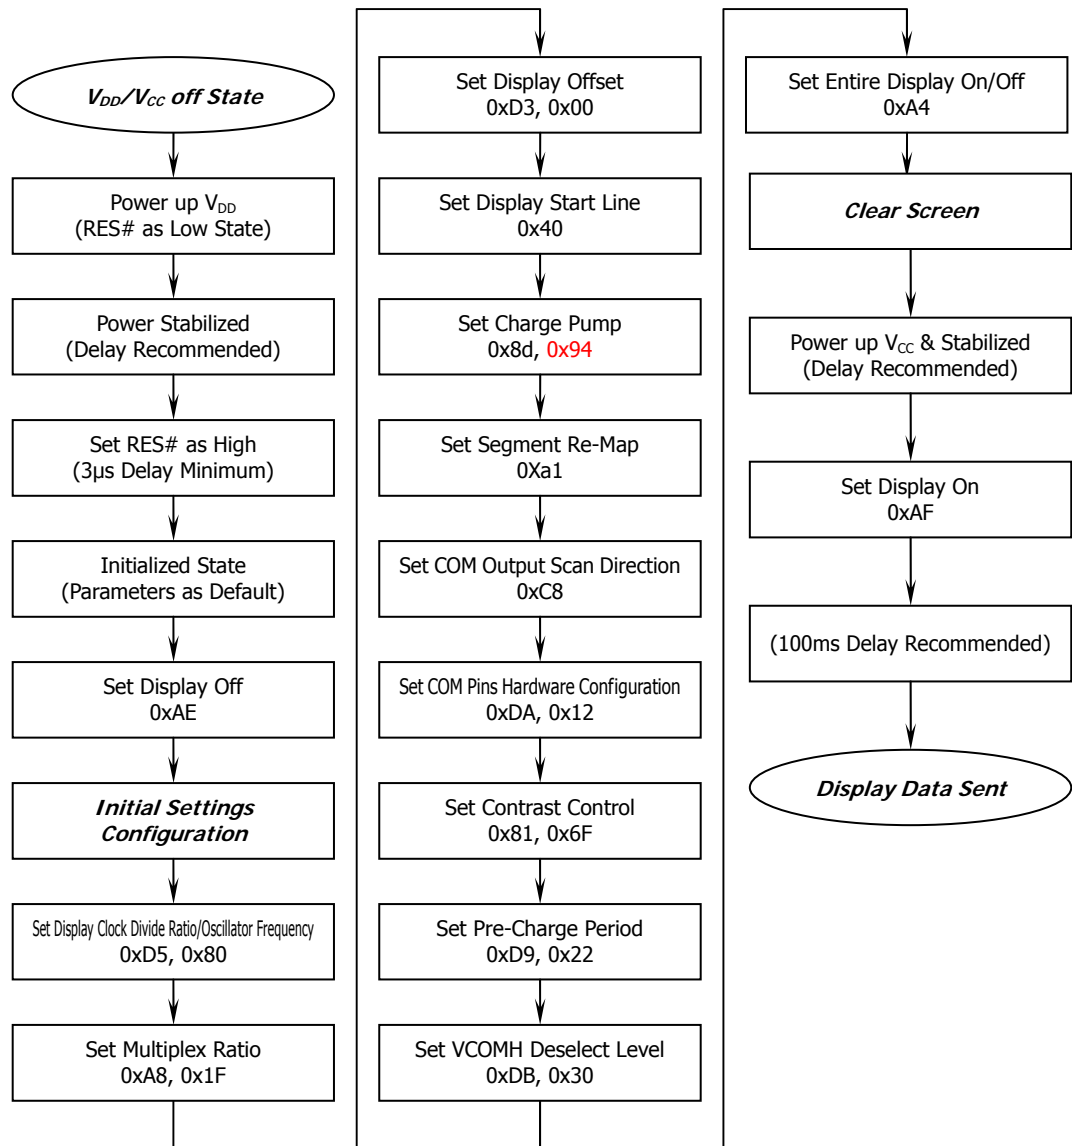 V_DD/V_CC off State
Power up V_DD
(RES# as Low State)
Power Stabilized
(Delay Recommended)
Set RES# as High
(3μs Delay Minimum)
Initialized State
(Parameters as Default)
Set Display Off
0xAE
Initial Settings
Configuration
Set Display Clock Divide Ratio/Oscillator Frequency
0xD5, 0x80
Set Multiplex Ratio
0xA8, 0x1F
Set Display Offset
0xD3, 0x00
Set Display Start Line
0x40
Set Charge Pump
0x8d, 0x94
Set Segment Re-Map
0Xa1
Set COM Output Scan Direction
0xC8
Set COM Pins Hardware Configuration
0xDA, 0x12
Set Contrast Control
0x81, 0x6F
Set Pre-Charge Period
0xD9, 0x22
Set VCOMH Deselect Level
0xDB, 0x30
Set Entire Display On/Off
0xA4
Clear Screen
Power up V_CC & Stabilized
(Delay Recommended)
Set Display On
0xAF
(100ms Delay Recommended)
Display Data Sent